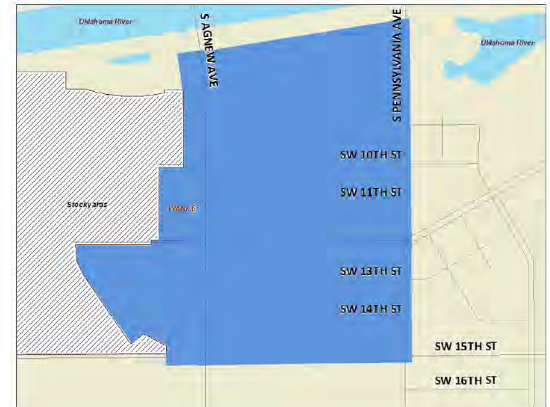 Oklahoma River
S AGNEW AVE
S PENNSYLVANIA AVE
Oklahoma River
SW 10TH ST
SW 11TH ST
Stockyards
Ward 6
SW 13TH ST
SW 14TH ST
SW 15TH ST
SW 16TH ST